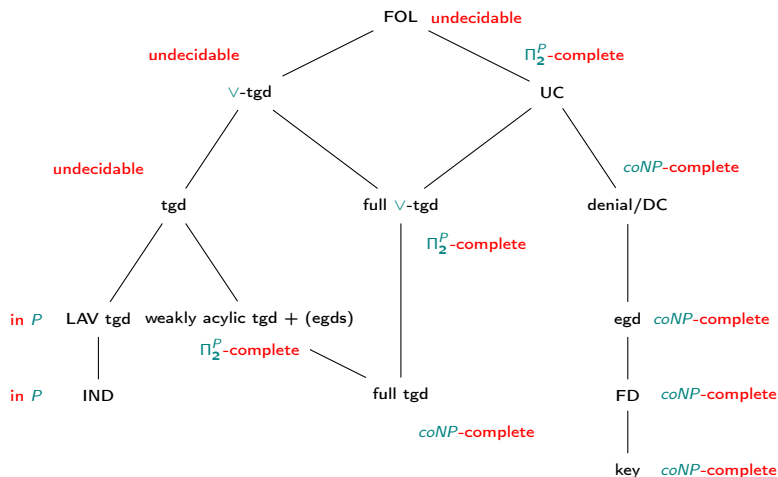 FOL undecidable
undecidable
Π₂ᴾ-complete
∨-tgd
UC
coNP-complete
undecidable
tgd
full ∨-tgd
denial/DC
Π₂ᴾ-complete
in P
LAV tgd
weakly acylic tgd + (egds)
egd
coNP-complete
Π₂ᴾ-complete
in P
IND
full tgd
FD
coNP-complete
coNP-complete
key
coNP-complete